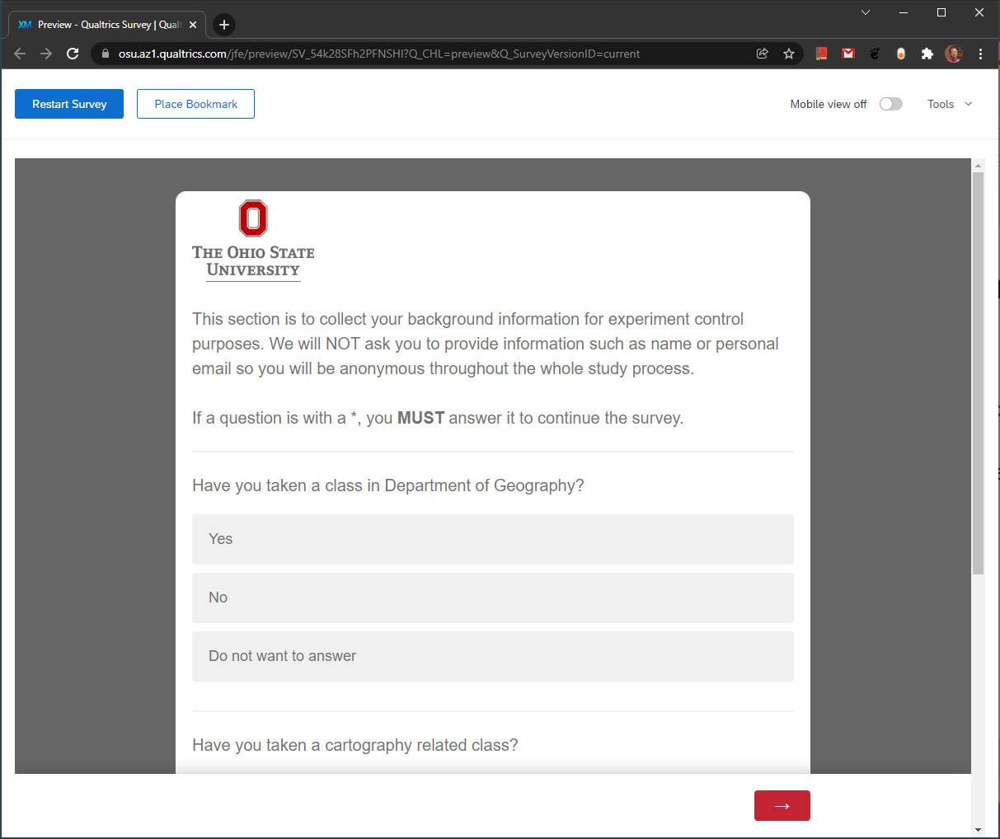 XM Preview - Qualtrics Survey | Qual
osu.az1.qualtrics.com/jfe/preview/SV_54k28SFh2PFNSHI?Q_CHL=preview&Q_SurveyVersionID=current
Restart Survey Place Bookmark Mobile view off Tools
THE OHIO STATE
UNIVERSITY
This section is to collect your background information for experiment control
purposes. We will NOT ask you to provide information such as name or personal
email so you will be anonymous throughout the whole study process.
If a question is with a *, you MUST answer it to continue the survey.
Have you taken a class in Department of Geography?
Yes
No
Do not want to answer
Have you taken a cartography related class?
→